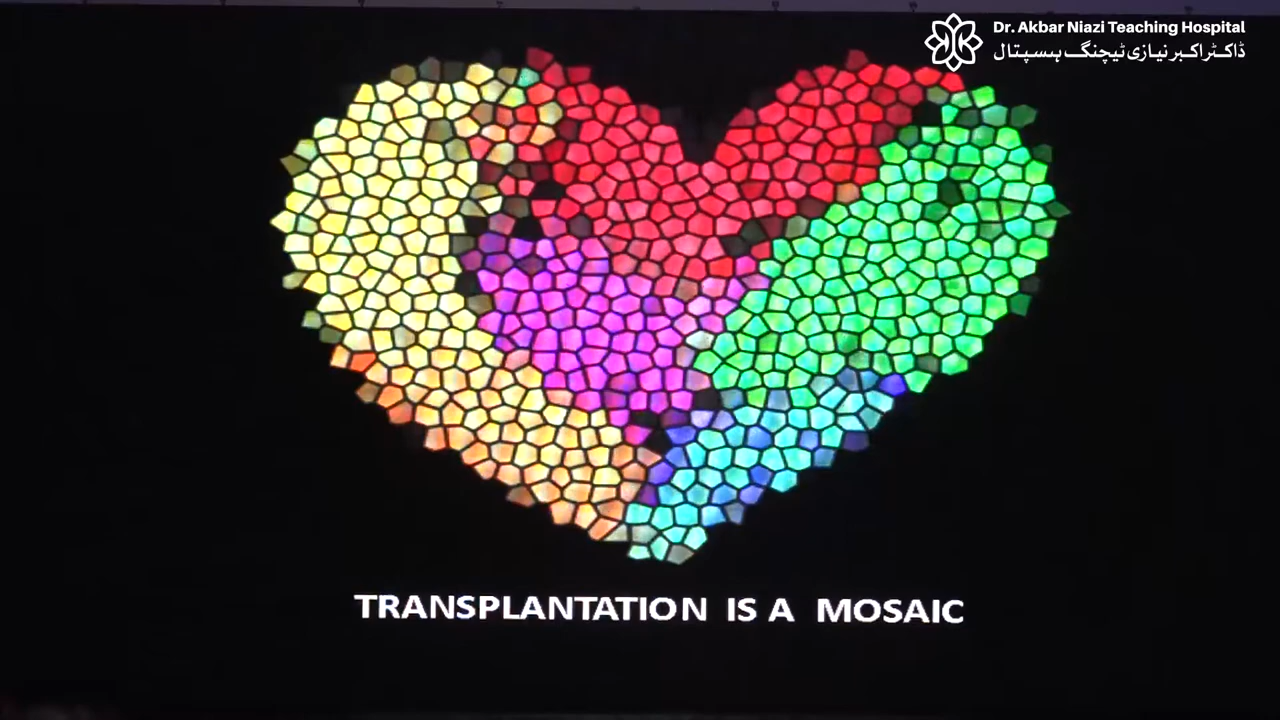 Dr. Akbar Niazi Teaching Hospital
ڈاکٹر اکبر نیازی ٹیچنگ ہسپتال
TRANSPLANTATION IS A MOSAIC